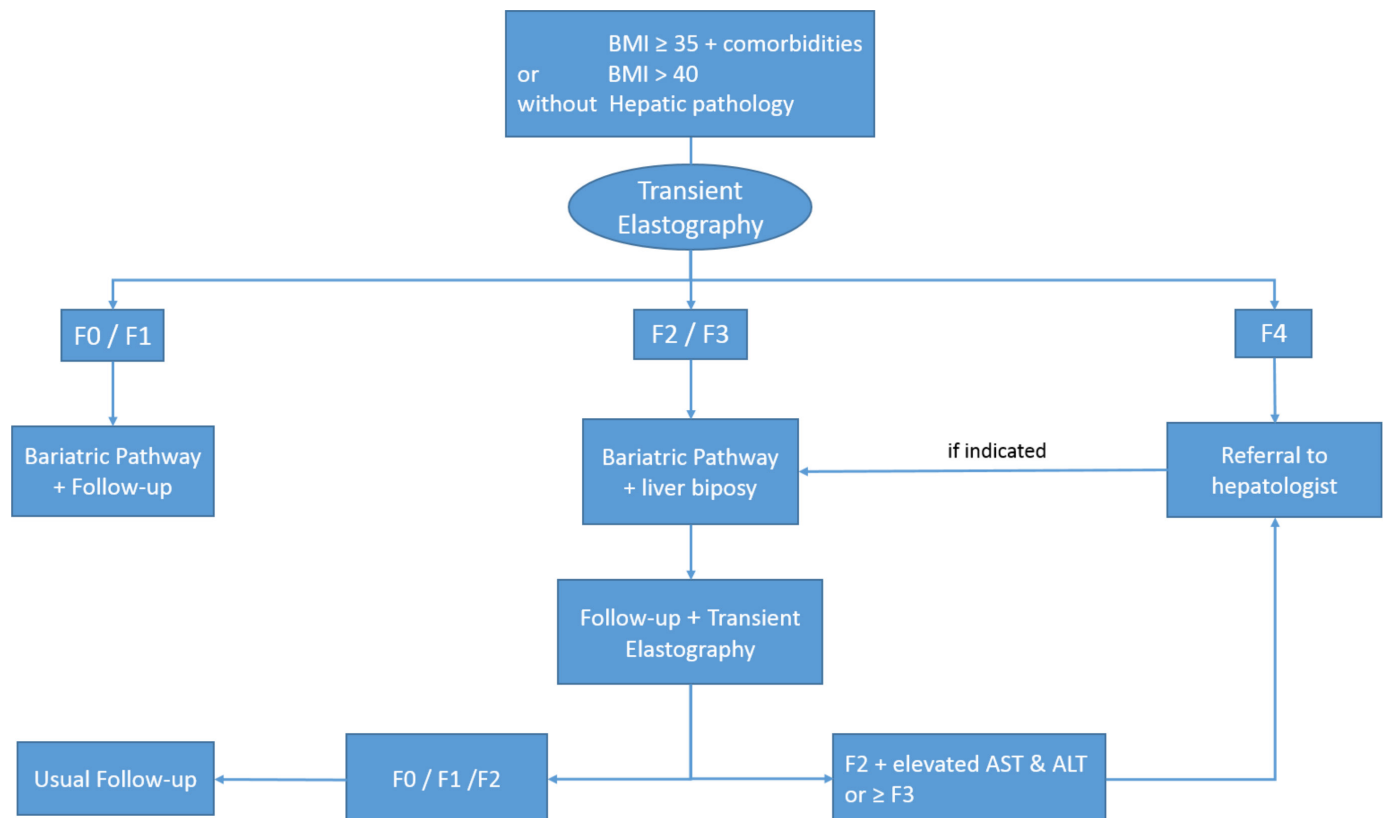 BMI ≥ 35 + comorbidities
or BMI > 40
without Hepatic pathology
Transient
Elastography
F0 / F1
F2 / F3
F4
Bariatric Pathway
+ Follow-up
Bariatric Pathway
+ liver biposy
if indicated
Referral to
hepatologist
Follow-up + Transient
Elastography
Usual Follow-up
F0 / F1 /F2
F2 + elevated AST & ALT
or ≥ F3